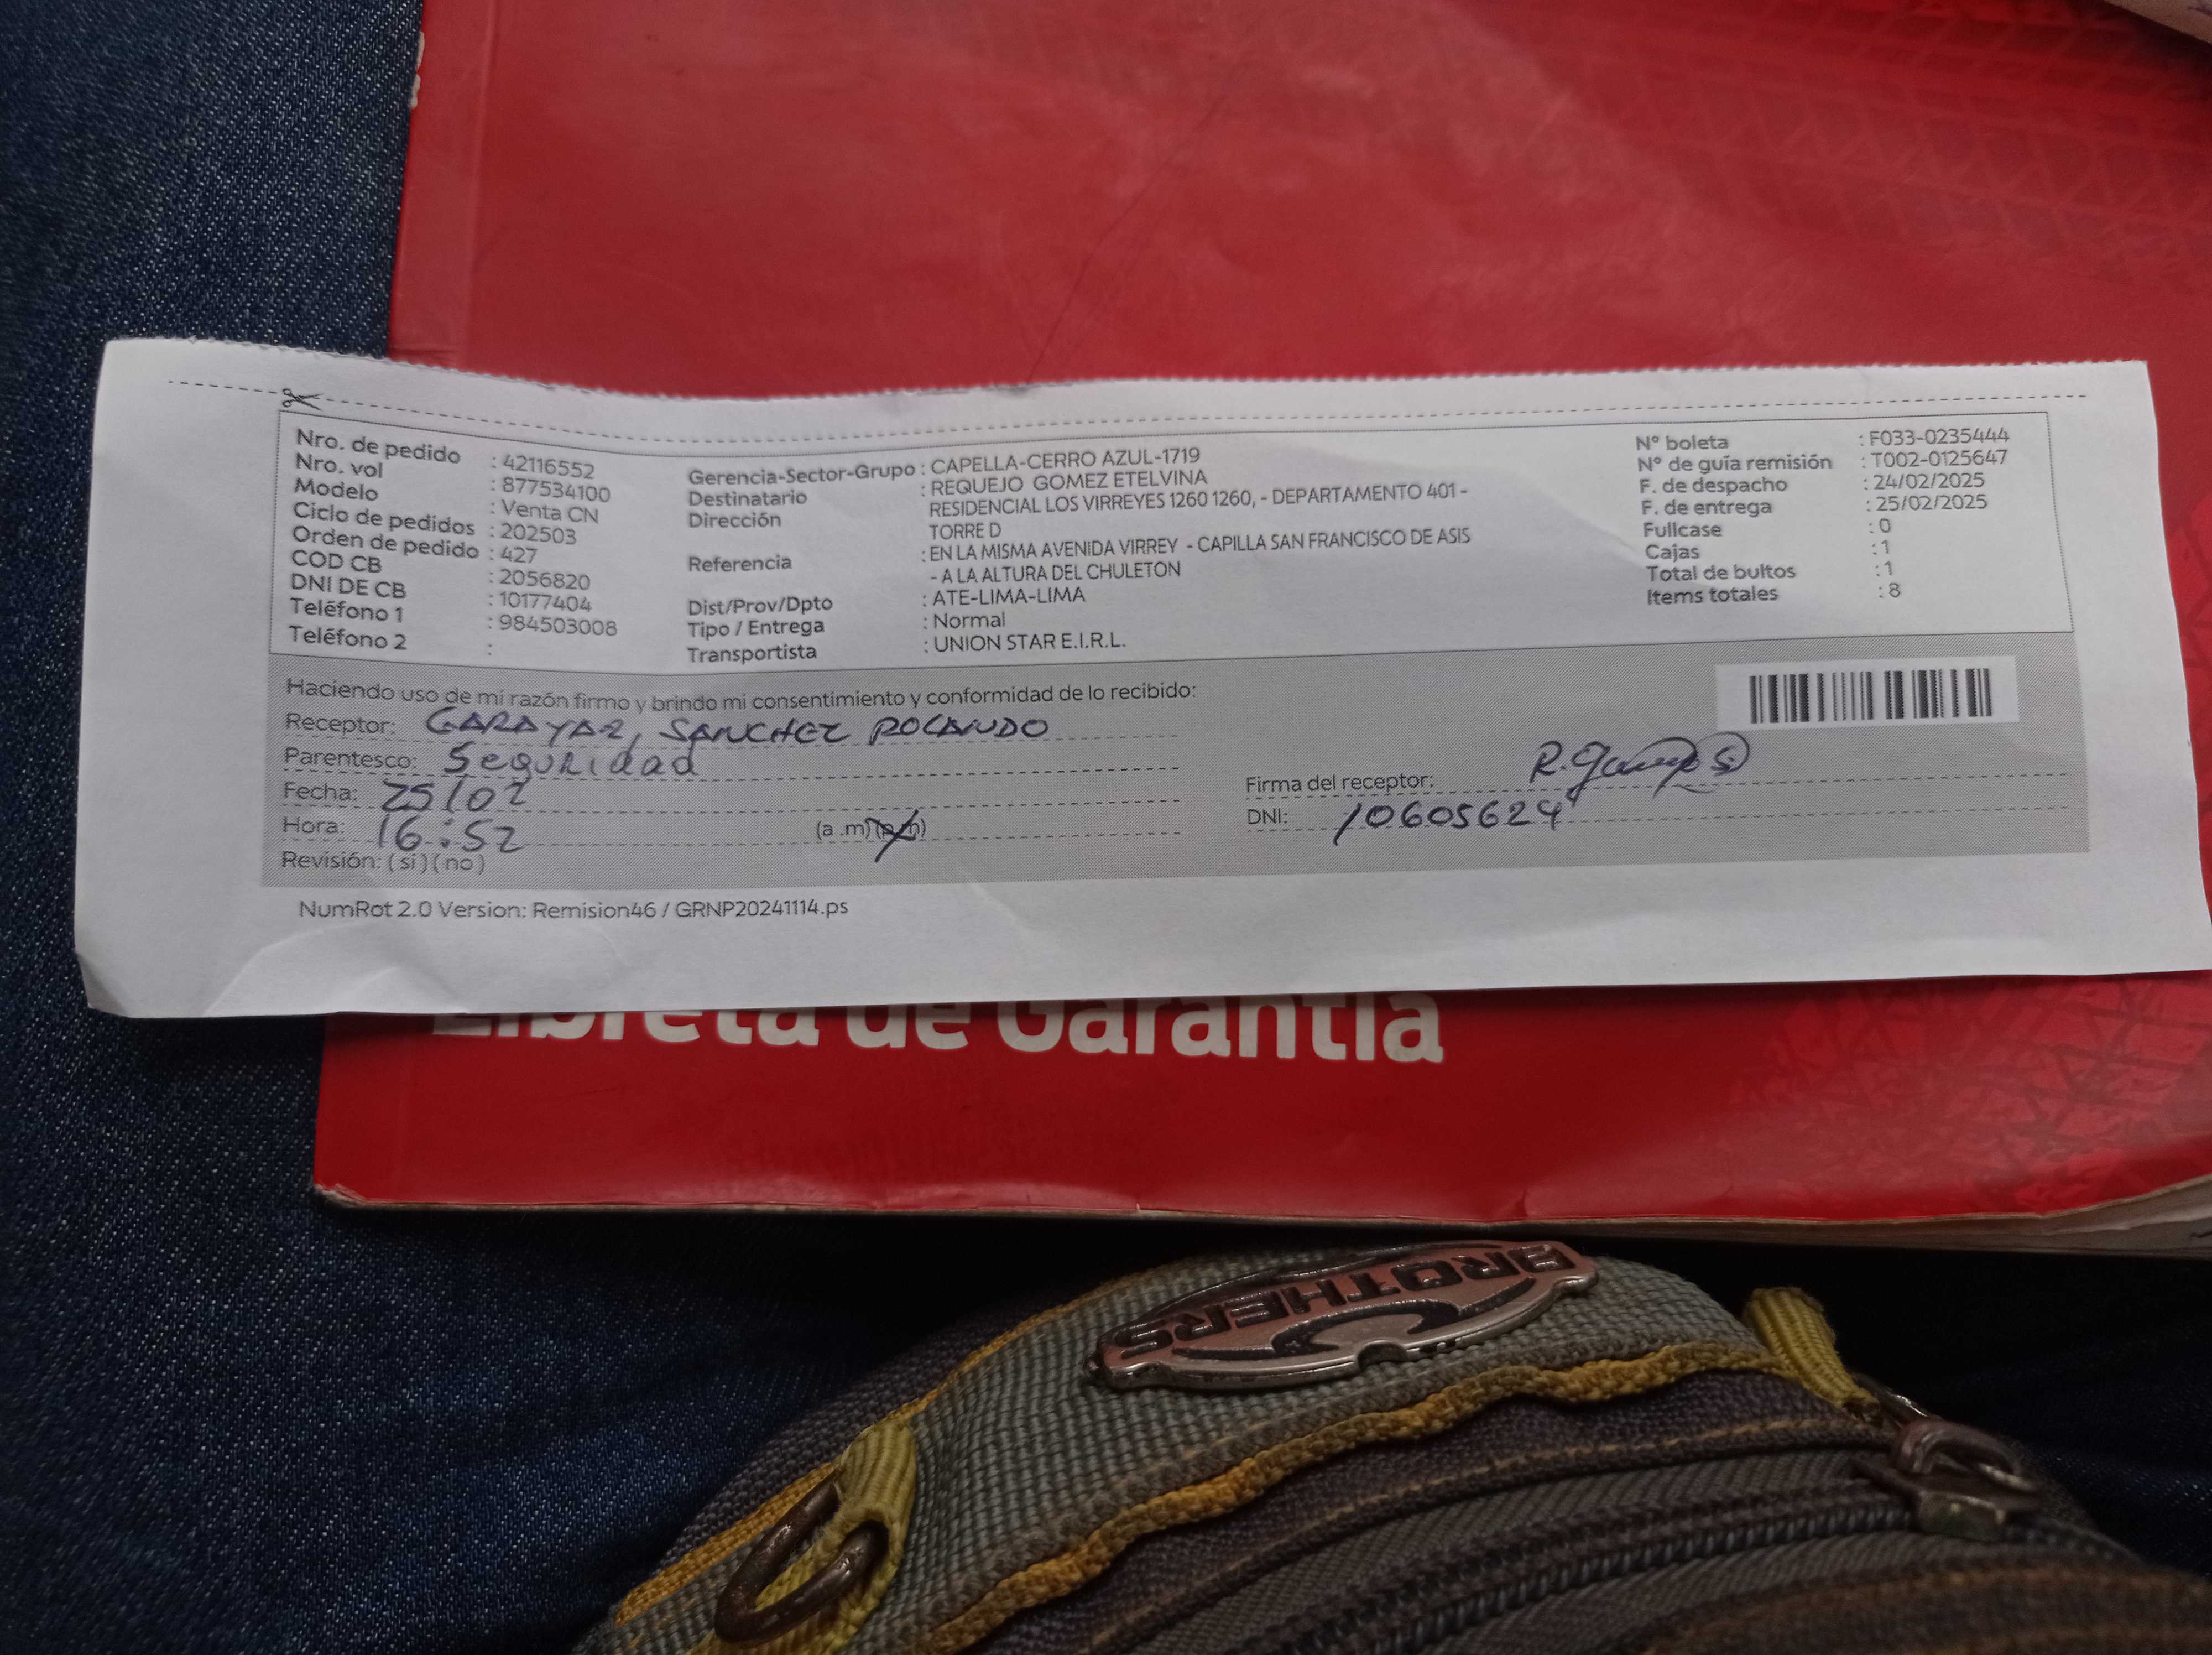 Nro. de pedido : 42116552
Nro. vol : 877534100
Modelo : Venta CN
Ciclo de pedidos : 202503
Orden de pedido : 427
COD CB : 2056820
DNI DE CB : 10177404
Teléfono 1 : 984503008
Teléfono 2 :
Gerencia-Sector-Grupo : CAPELLA-CERRO AZUL-1719
Destinatario : REQUEJO GOMEZ ETELVINA
Dirección RESIDENCIAL LOS VIRREYES 1260 1260, - DEPARTAMENTO 401 -
TORRE D
Referencia : EN LA MISMA AVENIDA VIRREY - CAPILLA SAN FRANCISCO DE ASIS
- A LA ALTURA DEL CHULETON
Dist/Prov/Dpto : ATE-LIMA-LIMA
Tipo / Entrega : Normal
Transportista : UNION STAR E.I.R.L.
N° boleta : F033-0235444
N° de guía remisión : T002-0125647
F. de despacho : 24/02/2025
F. de entrega : 25/02/2025
Fullcase : 0
Cajas : 1
Total de bultos : 1
Items totales : 8
Haciendo uso de mi razón firmo y brindo mi consentimiento y conformidad de lo recibido:
Receptor: GARAYAR, SANCHEZ ROLANDO
Parentesco: Seguridad
Fecha: 25/02
Hora: 16:52 (a .m) (p.m)
Revisión: ( si ) ( no )
Firma del receptor:
DNI: 10605624
NumRot 2.0 Version: Remision46 / GRNP20241114.ps
Libreta de Garantía
BROTHERS